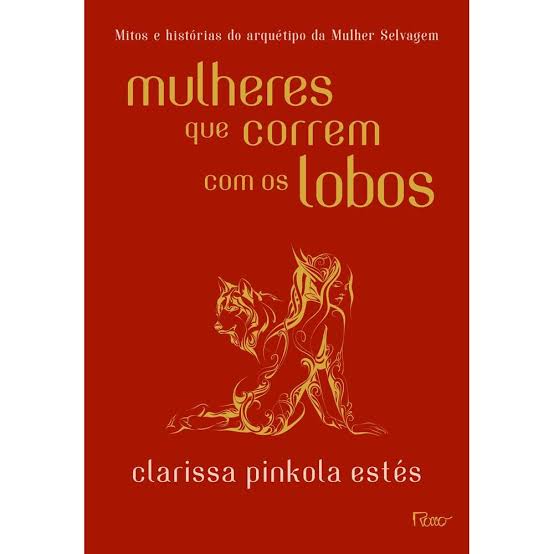 Mitos e histórias do arquétipo da Mulher Selvagem
mulheres
que correm
com os lobos
clarissa pinkola estés
Rocco